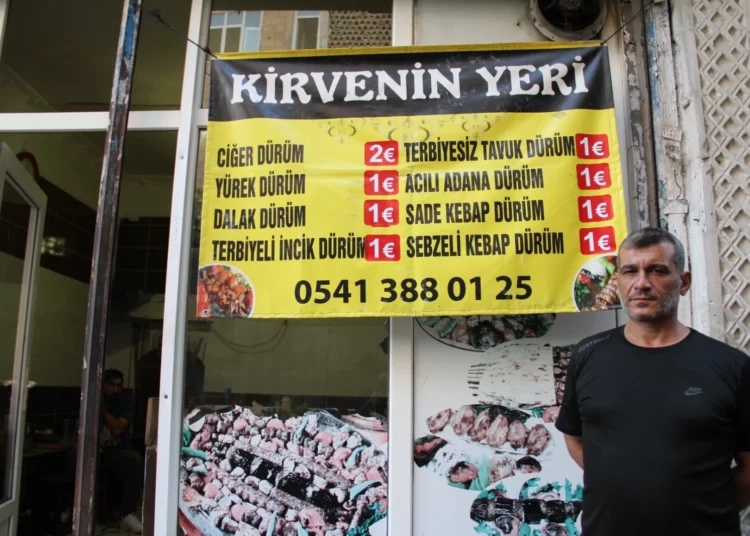 KİRVENİN YERİ
CİĞER DÜRÜM 2€ TERBİYESİZ TAVUK DÜRÜM 1€
YÜREK DÜRÜM 1€ ACILI ADANA DÜRÜM 1€
DALAK DÜRÜM 1€ SADE KEBAP DÜRÜM 1€
TERBİYELİ İNCİK DÜRÜM 1€ SEBZELİ KEBAP DÜRÜM 1€
0541 388 01 25